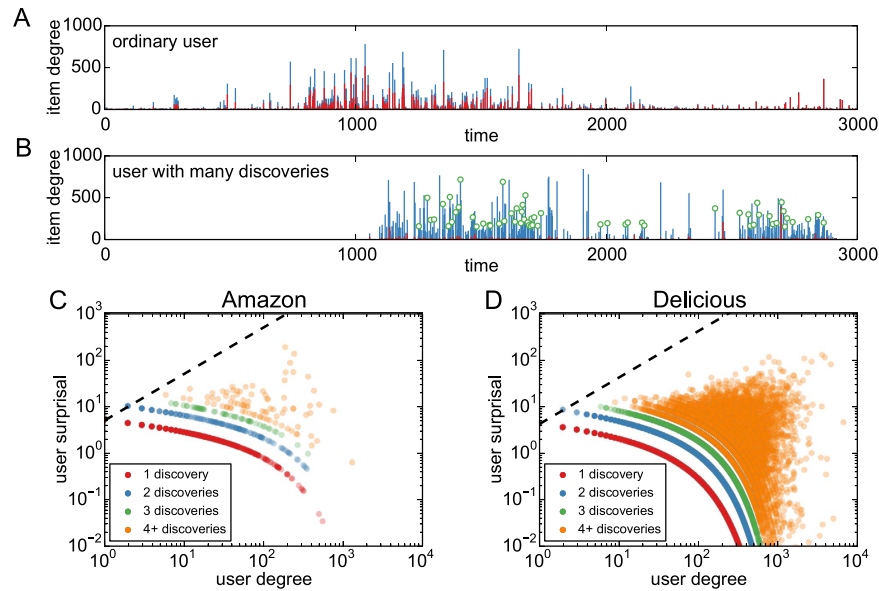 A
1000
ordinary user
500
item degree
0
0
1000
2000
3000
time
B
1000
user with many discoveries
500
item degree
0
0
1000
2000
3000
time
C
Amazon
10^3
10^2
10^1
10^0
10^-1
10^-2
user surprisal
1 discovery
2 discoveries
3 discoveries
4+ discoveries
10^0
10^1
10^2
10^3
10^4
user degree
D
Delicious
10^3
10^2
10^1
10^0
10^-1
10^-2
user surprisal
1 discovery
2 discoveries
3 discoveries
4+ discoveries
10^0
10^1
10^2
10^3
10^4
user degree